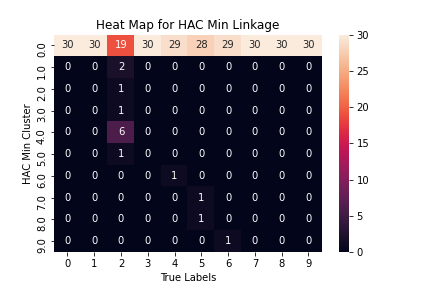 Heat Map for HAC Min Linkage
HAC Min Cluster
0.0 30 30 19 30 29 28 29 30 30 30
1.0 0 0 2 0 0 0 0 0 0 0
2.0 0 0 1 0 0 0 0 0 0 0
3.0 0 0 1 0 0 0 0 0 0 0
4.0 0 0 6 0 0 0 0 0 0 0
5.0 0 0 1 0 0 0 0 0 0 0
6.0 0 0 0 0 1 0 0 0 0 0
7.0 0 0 0 0 0 1 0 0 0 0
8.0 0 0 0 0 0 1 0 0 0 0
9.0 0 0 0 0 0 0 1 0 0 0
0 1 2 3 4 5 6 7 8 9
True Labels
30
25
20
15
10
5
0